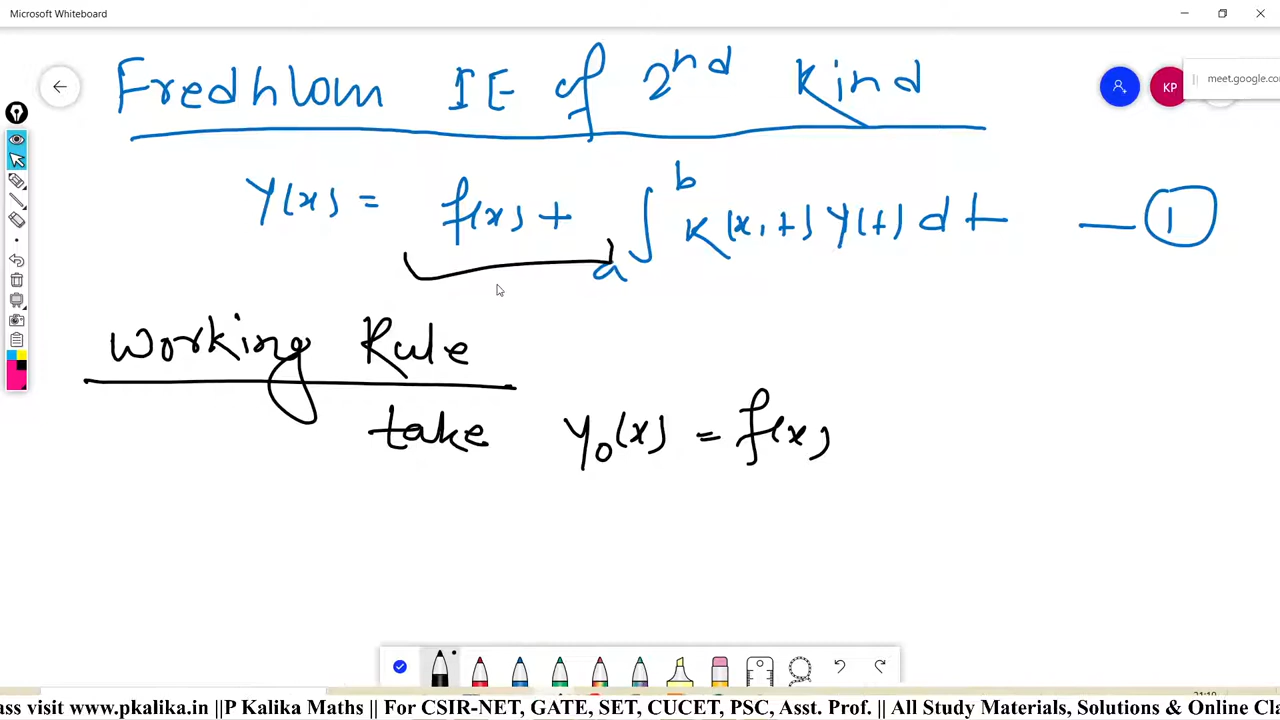 Microsoft Whiteboard
meet.google.co
KP
Fredhlom IE of 2nd Kind
y(x) = f(x) + ∫_a^b K(x,t) y(t) dt — ①
Working Rule
take y₀(x) = f(x)
ass visit www.pkalika.in ||P Kalika Maths || For CSIR-NET, GATE, SET, CUCET, PSC, Asst. Prof. || All Study Materials, Solutions & Online Cla